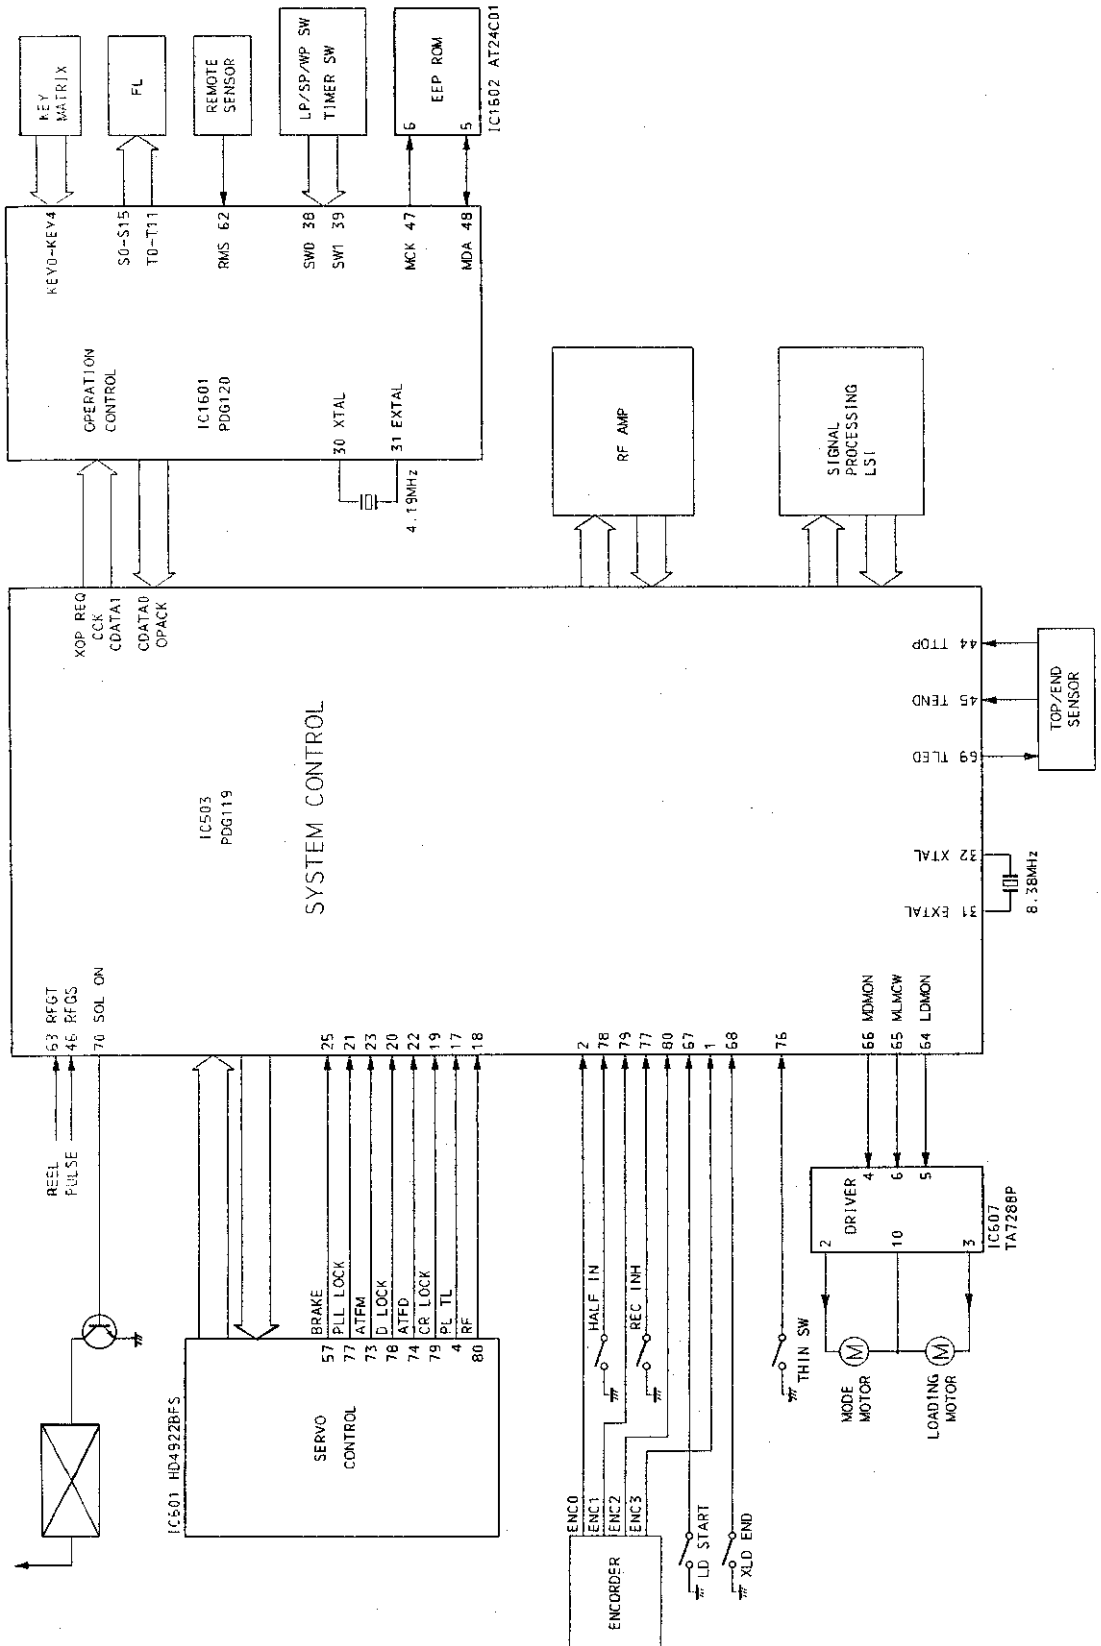 KEY
MATRIX
FL
REMOTE
SENSOR
LP/SP/WP SW
TIMER SW
EEP ROM
6
5
IC1602 AT24C01
KEY0-KEY4
S0-S15
T0-T11
RMS 62
SW0 38
SW1 39
MCK 47
MDA 48
OPERATION
CONTROL
IC1601
PDG120
30 XTAL
31 EXTAL
4.19MHz
RF AMP
SIGNAL
PROCESSING
LSI
XOP REQ
CCK
CDATA1
CDATA0
OPACK
44 TTOP
45 TEND
69 TLED
TOP/END
SENSOR
32 XTAL
31 EXTAL
8.38MHz
IC503
PDG119
SYSTEM CONTROL
63 RFGT
46 RFGS
70 SOL ON
REEL
PULSE
25
21
23
20
22
19
17
18
2
78
79
77
80
67
1
68
76
66 MDMON
65 MLMCW
64 LDMON
57 BRAKE
77 PLL LOCK
73 ATFM
78 D LOCK
74 ATFD
79 CR LOCK
4 PL TL
80 RF
SERVO
CONTROL
IC601 HD49228FS
HALF IN
REC INH
THIN SW
DRIVER
4
6
5
2
10
3
IC607
TA7288P
M
MODE
MOTOR
M
LOADING
MOTOR
ENC0
ENC1
ENC2
ENC3
ENCORDER
LD START
XLD END